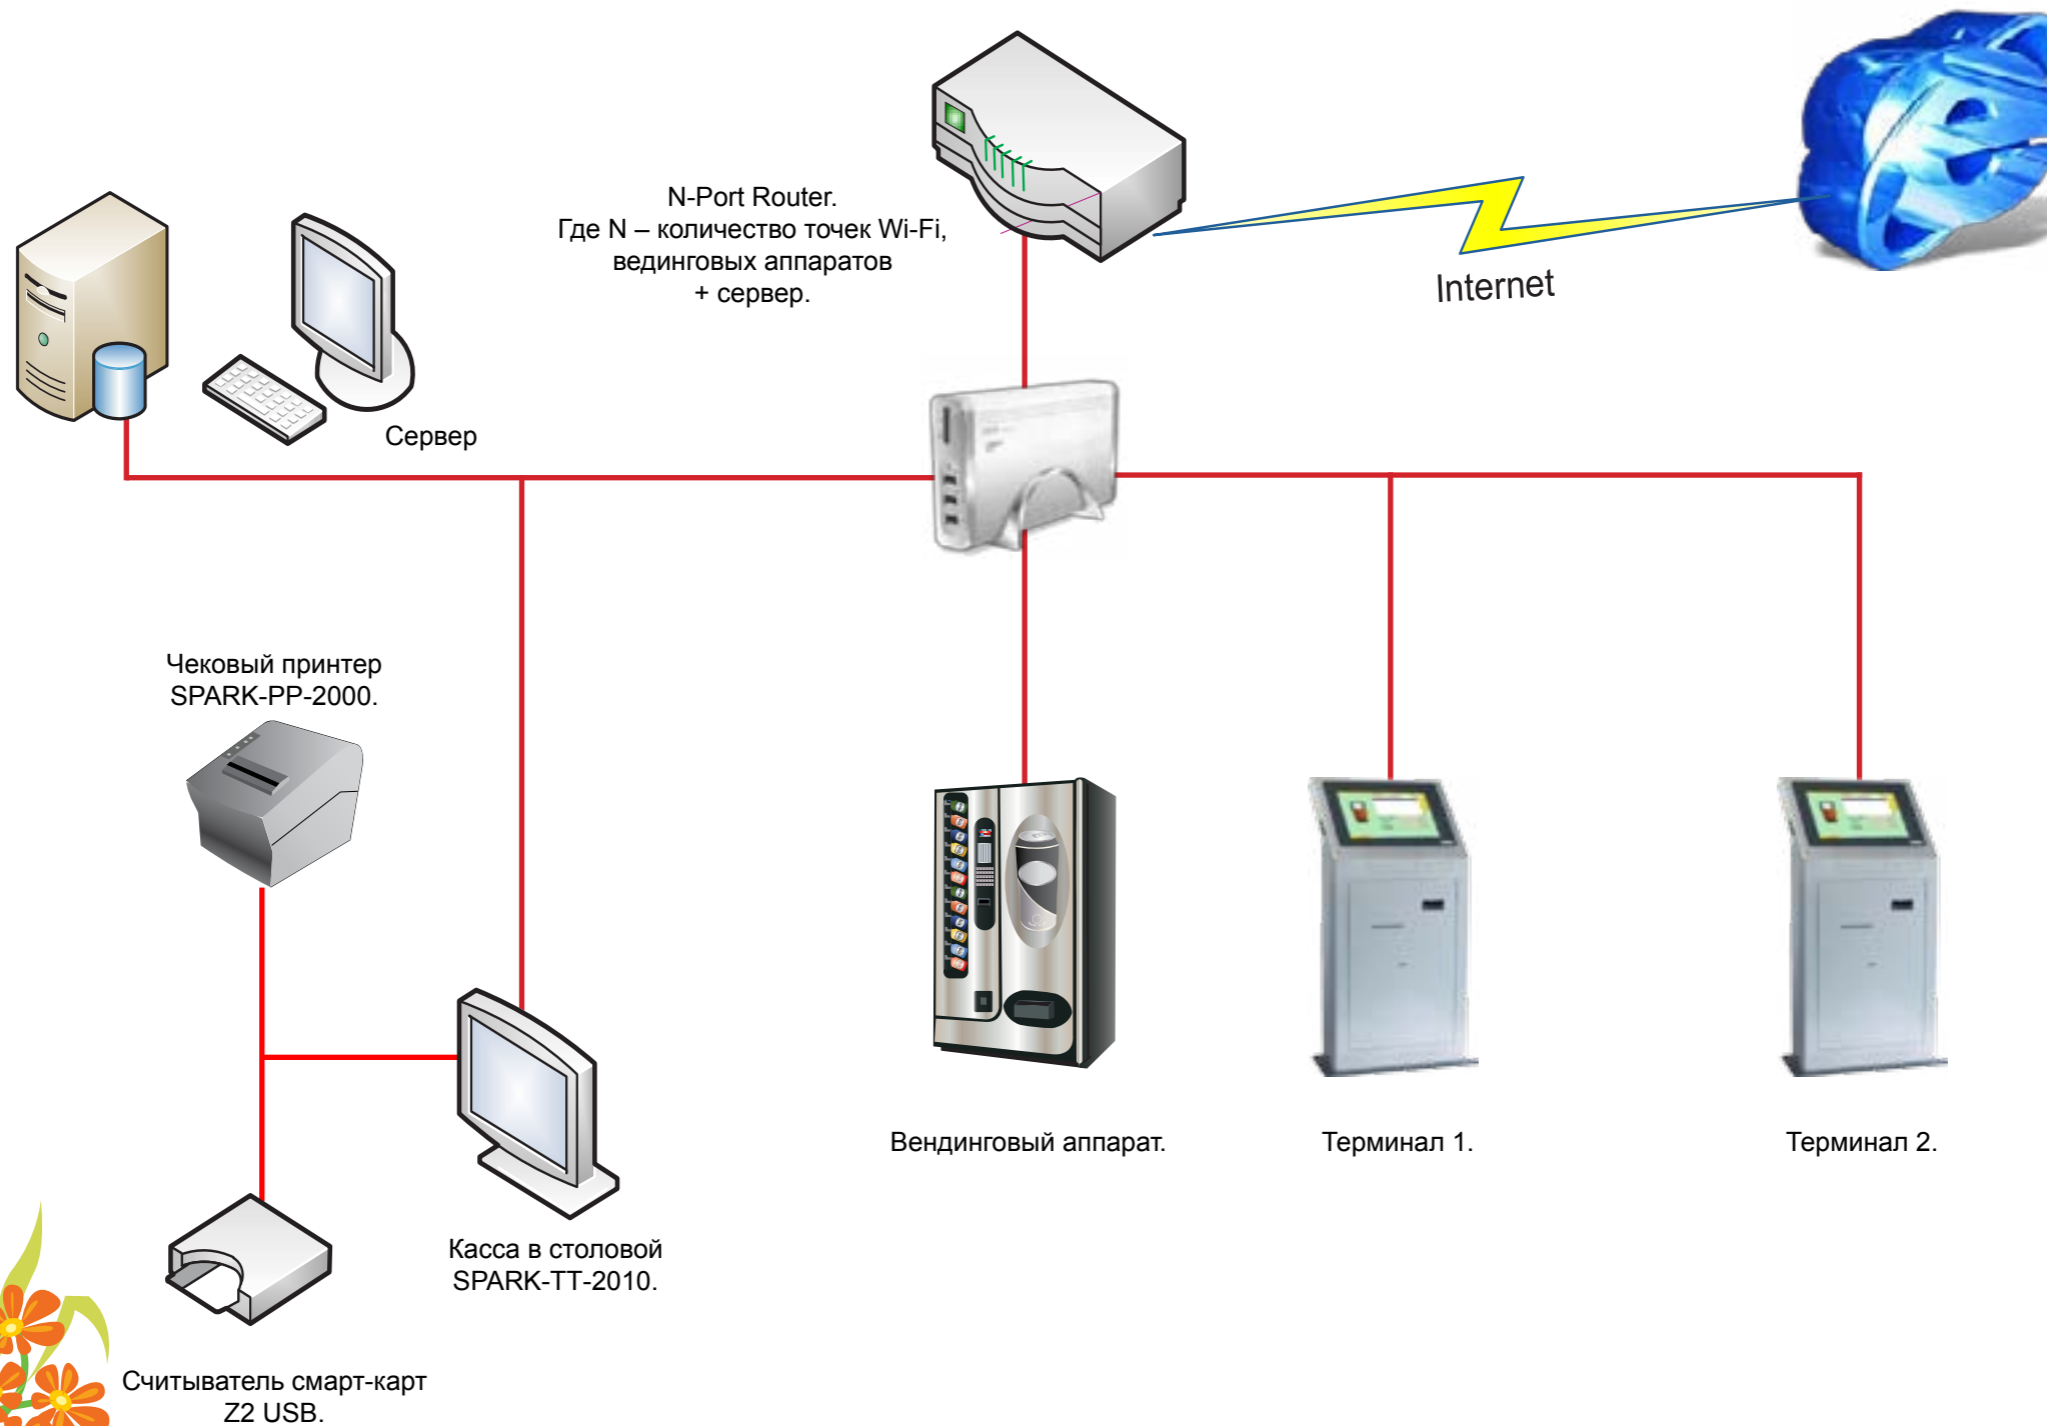 N-Port Router.
Где N – количество точек Wi-Fi,
вединговых аппаратов
+ сервер.
Internet
Сервер
Чековый принтер
SPARK-PP-2000.
Вендинговый аппарат.
Терминал 1.
Терминал 2.
Касса в столовой
SPARK-TT-2010.
Считыватель смарт-карт
Z2 USB.